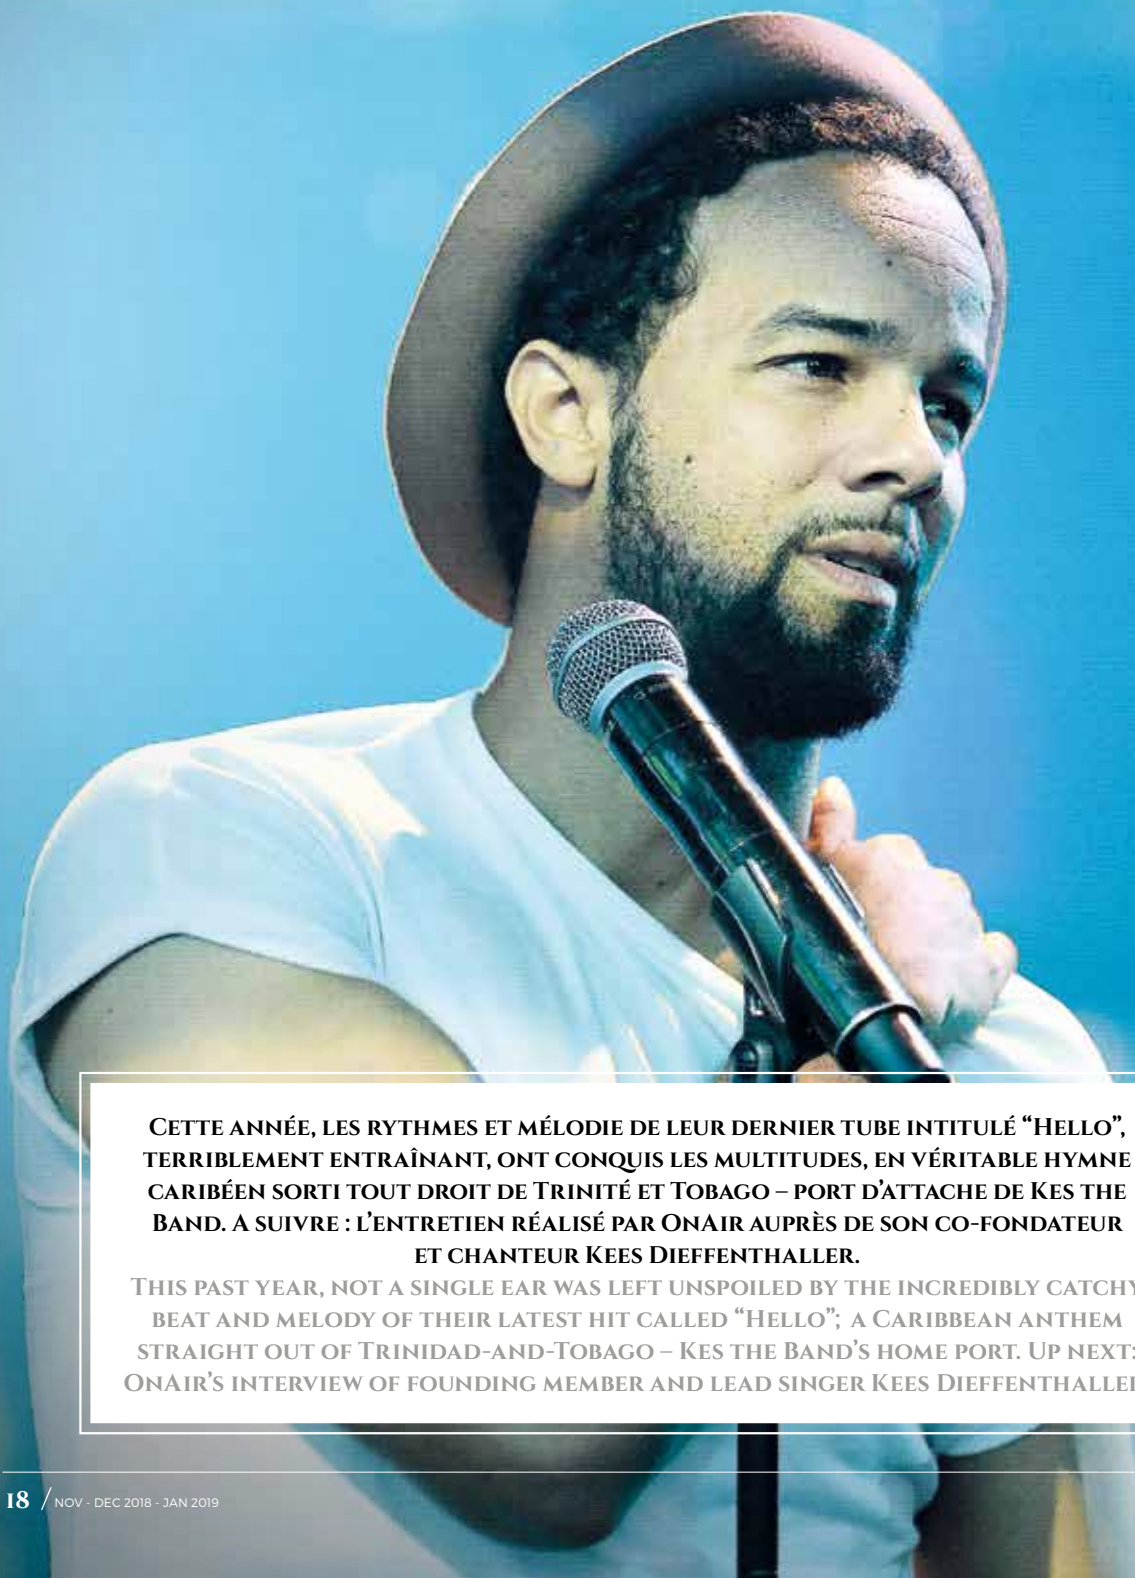 Cette année, les rythmes et mélodie de leur dernier tube intitulé “Hello”,
terriblement entraînant, ont conquis les multitudes, en véritable hymne
caribéen sorti tout droit de Trinité et Tobago – port d’attache de Kes the
Band. A suivre : l’entretien réalisé par OnAir auprès de son co-fondateur
et chanteur Kees Dieffenthaller.
This past year, not a single ear was left unspoiled by the incredibly catchy
beat and melody of their latest hit called “Hello”; a Caribbean anthem
straight out of Trinidad-and-Tobago – Kes the Band’s home port. Up next:
OnAir’s interview of founding member and lead singer Kees Dieffenthaller
18 / NOV - DEC 2018 - JAN 2019